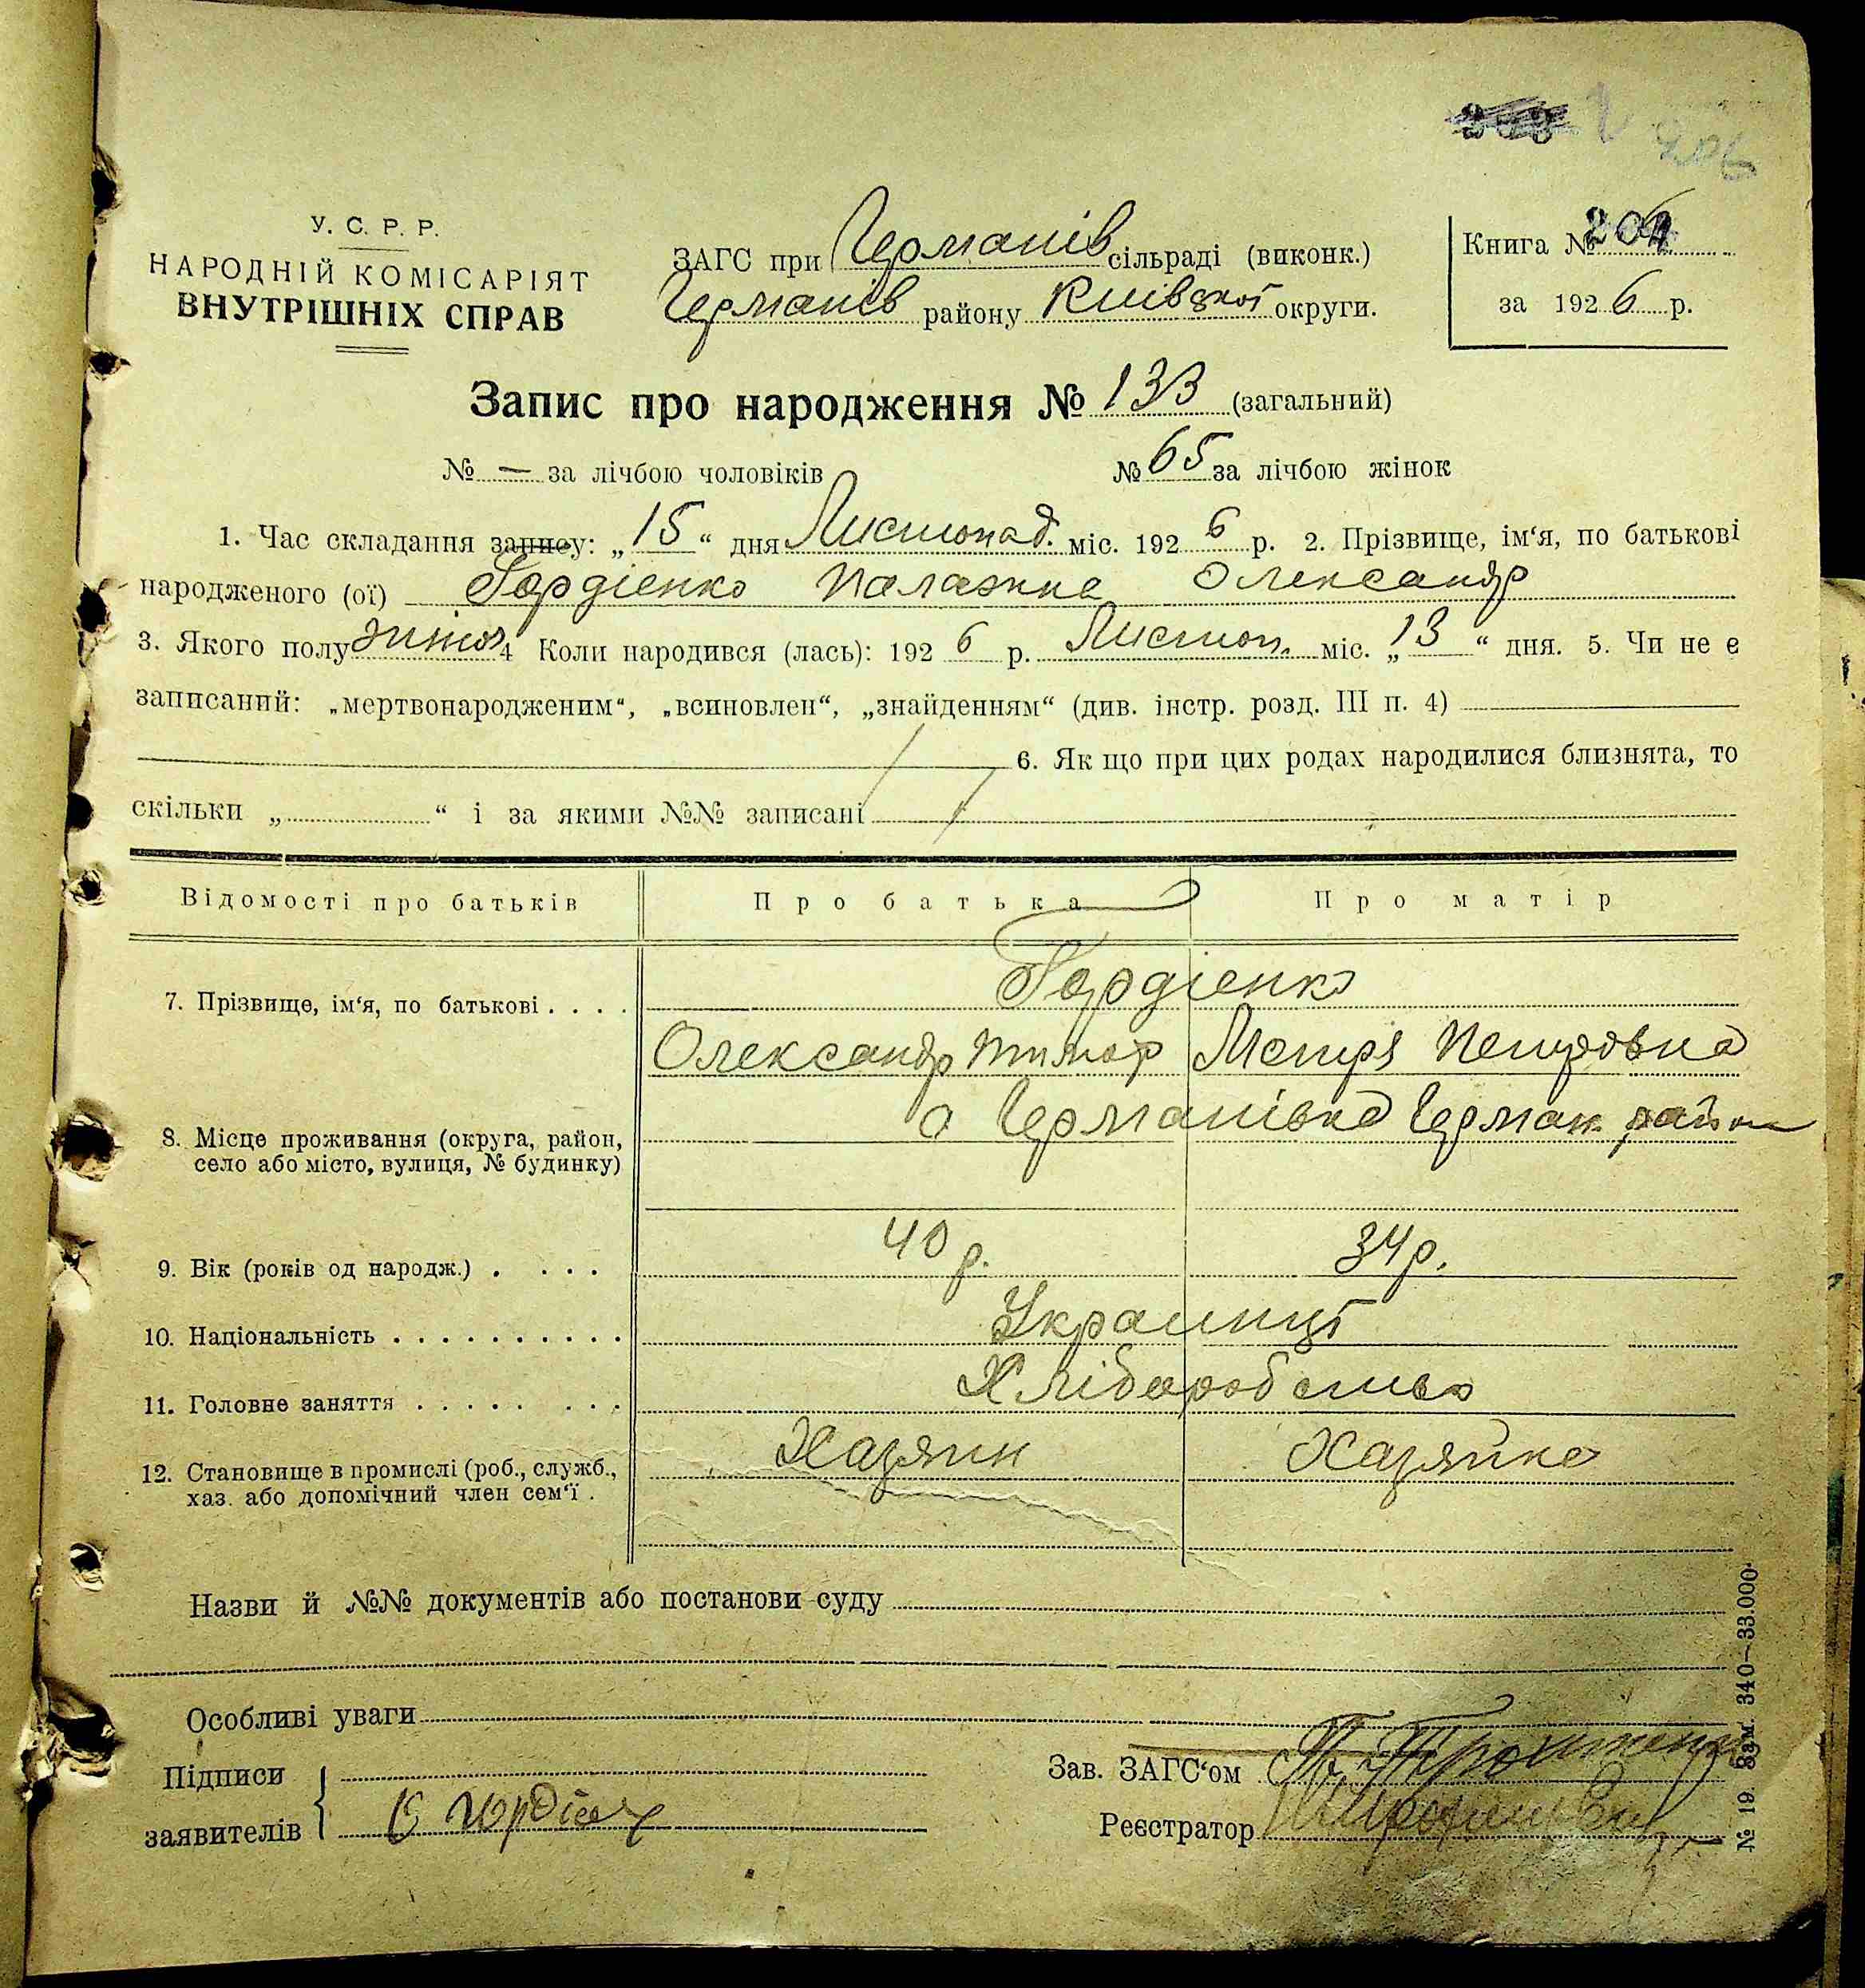 206
У. С. Р. Р.
НАРОДНІЙ КОМІСАРІЯТ
ВНУТРІШНІХ СПРАВ
ЗАГС при Германів сільраді (виконк.)
Германів району Київської округи.
Книга №
за 1926 р.
Запис про народження № 133 (загальний)
№ — за лічбою чоловіків № 65 за лічбою жінок
1. Час складання запису: „15“ дня Листопад. міс. 1926 р. 2. Прізвище, ім'я, по батькові
народженого (ої) Гордієнко Палажка Олександр
3. Якого полу жіноч 4 Коли народився (лась): 1926 р. Листоп. міс. „13“ дня. 5. Чи не є
записаний: „мертвонародженим“, „всиновлен“, „знайденням“ (див. інстр. розд. III п. 4)
6. Як що при цих родах народилися близнята, то
скільки „ “ і за якими №№ записані
Відомості про батьків Про батька Про матір
7. Прізвище, ім'я, по батькові . . . . Гордієнко
Олександр Тимоф Мотря Петровна
8. Місце проживання (округа, район,
село або місто, вулиця, № будинку)
Германівка Герман. район
9. Вік (років од народж.) . . . . 40 р. 34 р.
10. Національність . . . . . . . . . . Українці
11. Головне заняття . . . . . . . . Хліборобство
12. Становище в промислі (роб., служб.,
хаз. або допомічний член сем'ї .
Хазяин Хазяйка
Назви й №№ документів або постанови суду
Особливі уваги
Підписи
заявителів
Зав. ЗАГС'ом
Реєстратор
№ 19. Зам. 340—33.000.